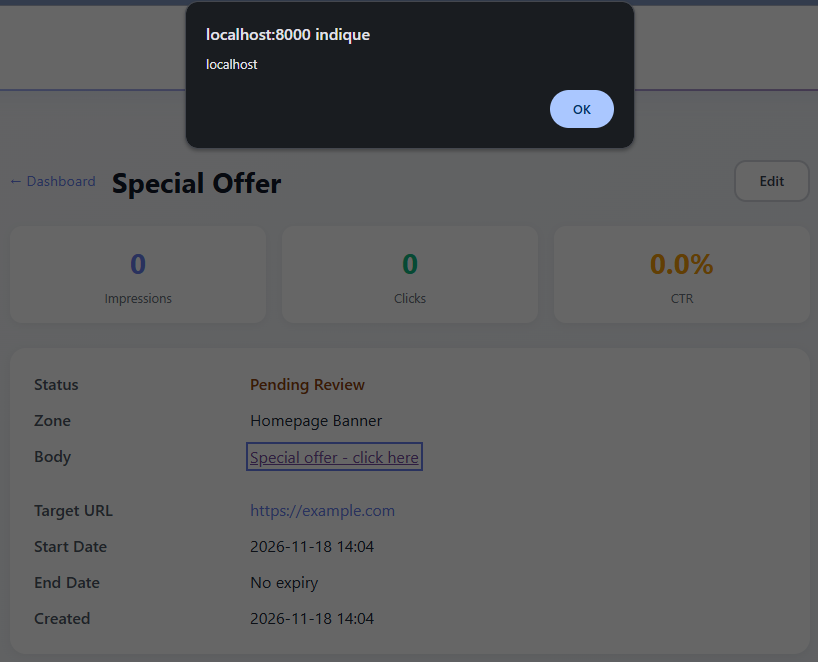 localhost:8000 indique
localhost
OK
← Dashboard Special Offer Edit
0 0 0.0%
Impressions Clicks CTR
Status Pending Review
Zone Homepage Banner
Body Special offer - click here
Target URL https://example.com
Start Date 2026-11-18 14:04
End Date No expiry
Created 2026-11-18 14:04